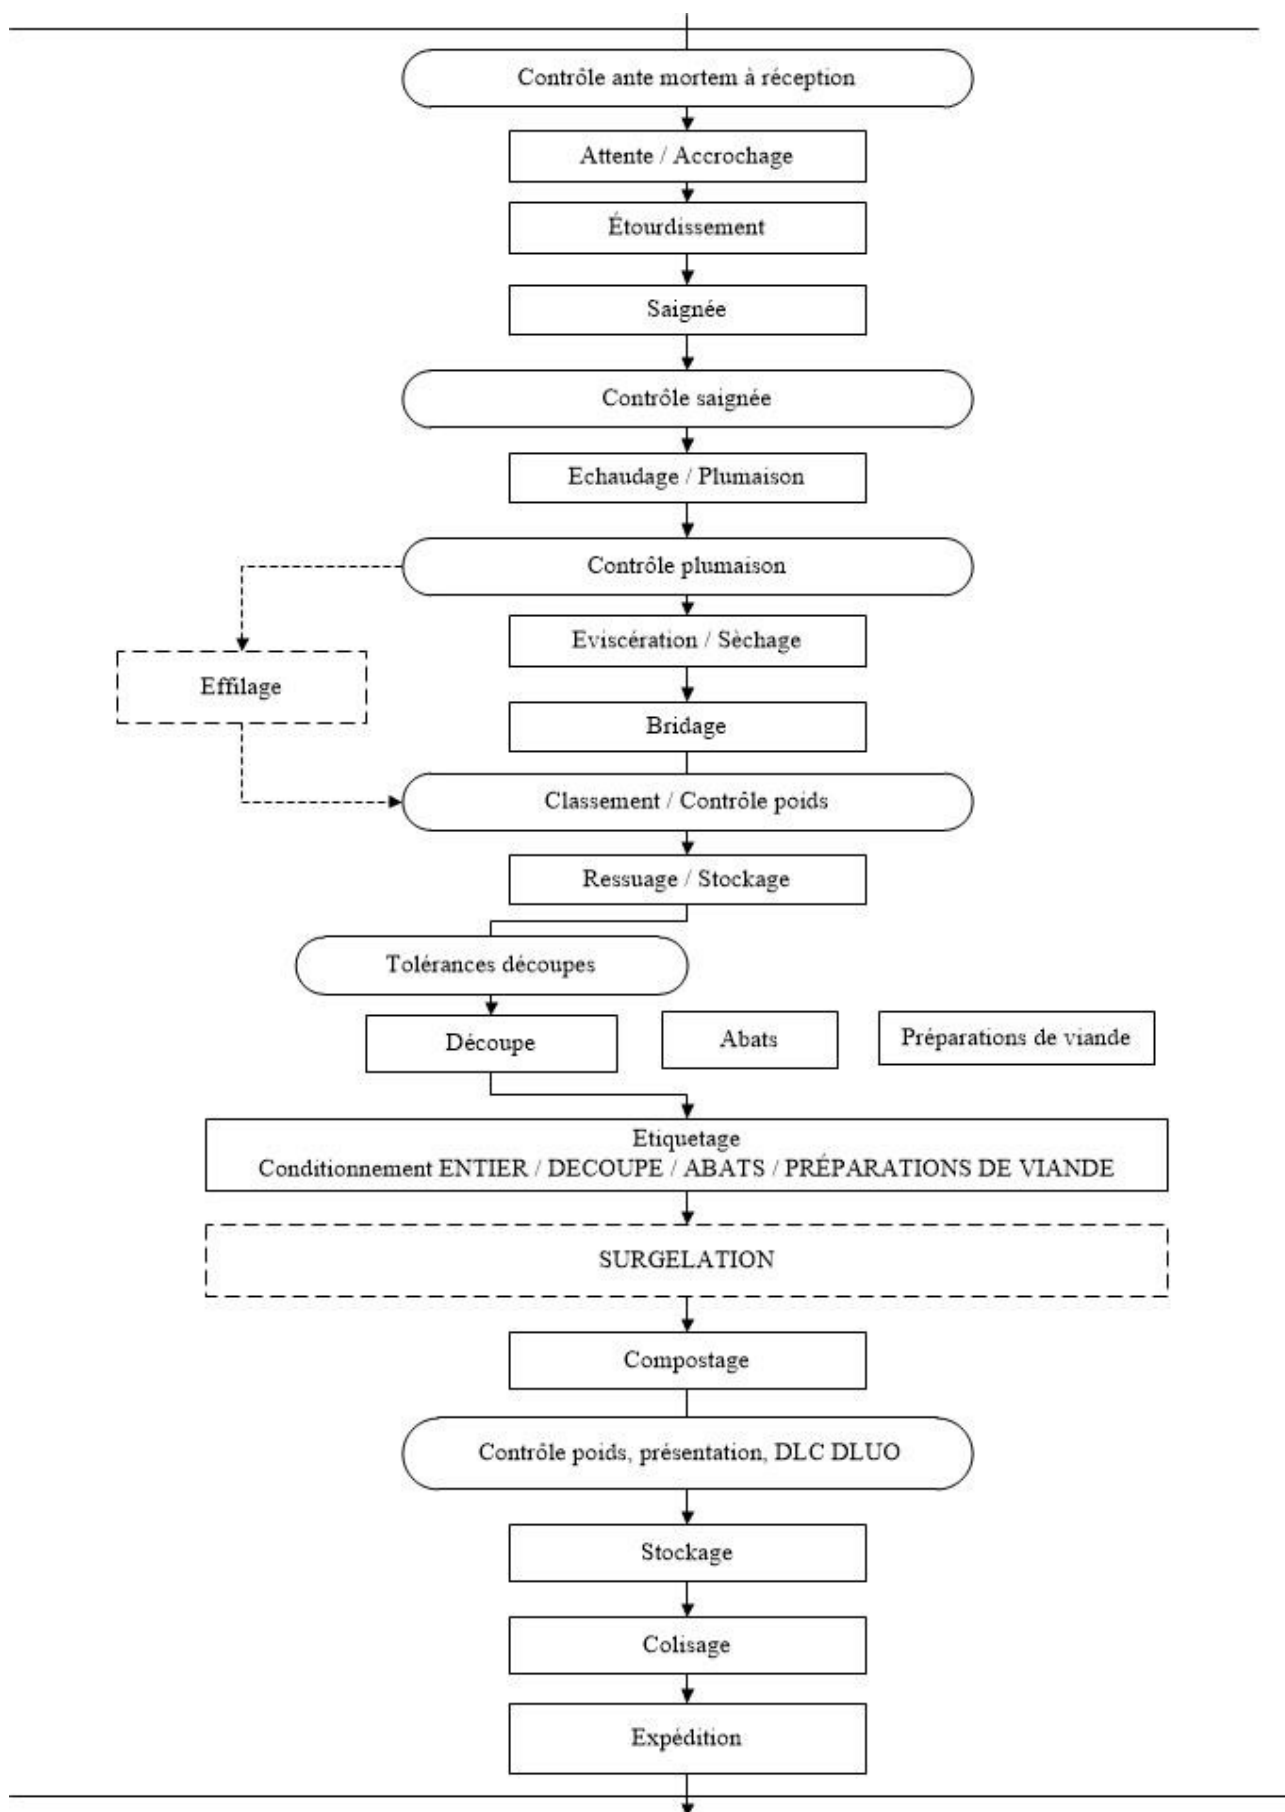 Contrôle ante mortem à réception
Attente / Accrochage
Étourdissement
Saignée
Contrôle saignée
Echaudage / Plumaison
Contrôle plumaison
Eviscération / Sèchage
Effilage
Bridage
Classement / Contrôle poids
Ressuage / Stockage
Tolérances découpes
Découpe
Abats
Préparations de viande
Etiquetage
Conditionnement ENTIER / DECOUPE / ABATS / PRÉPARATIONS DE VIANDE
SURGELATION
Compostage
Contrôle poids, présentation, DLC DLUO
Stockage
Colisage
Expédition